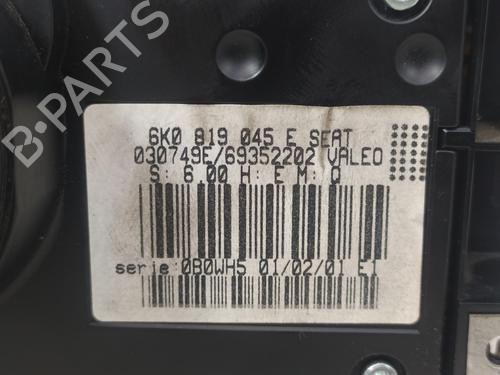 6K0 819 045 E SEAT
030749E/69352202 VALEO
S: 6.00 H: E M: Q
serie:0B0WH5 01/02/01 E1
B-PARTS